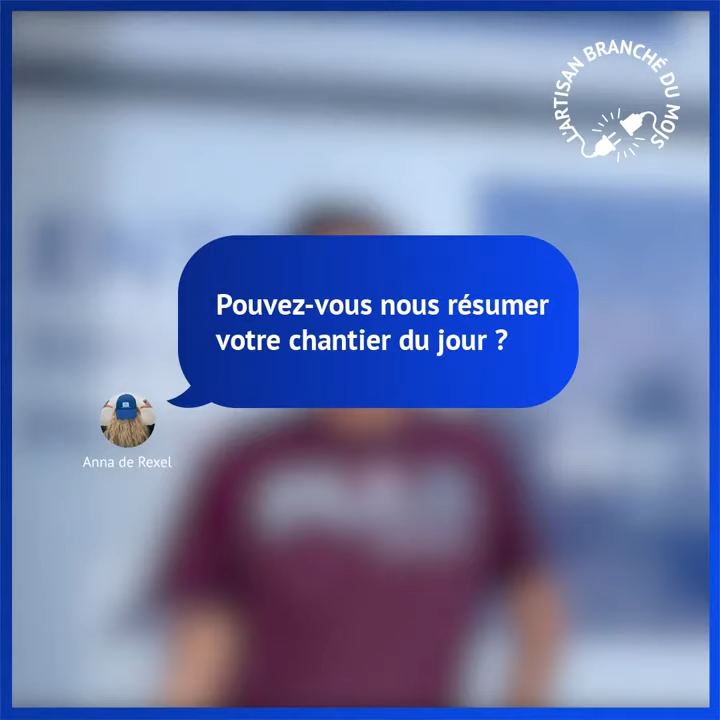 L'ARTISAN BRANCHÉ DU MOIS
Pouvez-vous nous résumer
votre chantier du jour ?
Anna de Rexel